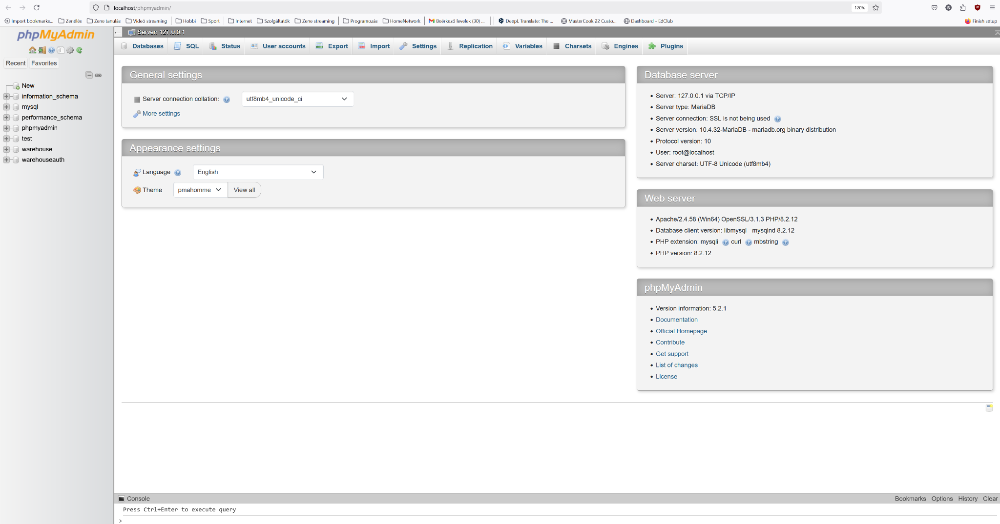 localhost/phpmyadmin/
120%
Import bookmarks...
Zenélés
Zene tanulás
Videó streaming
Hobbi
Sport
Internet
Szolgáltatók
Zene streaming
Programozás
HomeNetwork
Beérkező levelek (30) ...
DeepL Translate: The ...
MasterCook 22 Custo...
Dashboard - EdClub
Finish setup
phpMyAdmin
Recent
Favorites
New
information_schema
mysql
performance_schema
phpmyadmin
test
warehouse
warehouseauth
Server: 127.0.0.1
Databases
SQL
Status
User accounts
Export
Import
Settings
Replication
Variables
Charsets
Engines
Plugins
General settings
Server connection collation:
utf8mb4_unicode_ci
More settings
Appearance settings
Language
English
Theme
pmahomme
View all
Database server
Server: 127.0.0.1 via TCP/IP
Server type: MariaDB
Server connection: SSL is not being used
Server version: 10.4.32-MariaDB - mariadb.org binary distribution
Protocol version: 10
User: root@localhost
Server charset: UTF-8 Unicode (utf8mb4)
Web server
Apache/2.4.58 (Win64) OpenSSL/3.1.3 PHP/8.2.12
Database client version: libmysql - mysqlnd 8.2.12
PHP extension: mysqli curl mbstring
PHP version: 8.2.12
phpMyAdmin
Version information: 5.2.1
Documentation
Official Homepage
Contribute
Get support
List of changes
License
Console
Bookmarks
Options
History
Clear
Press Ctrl+Enter to execute query
>